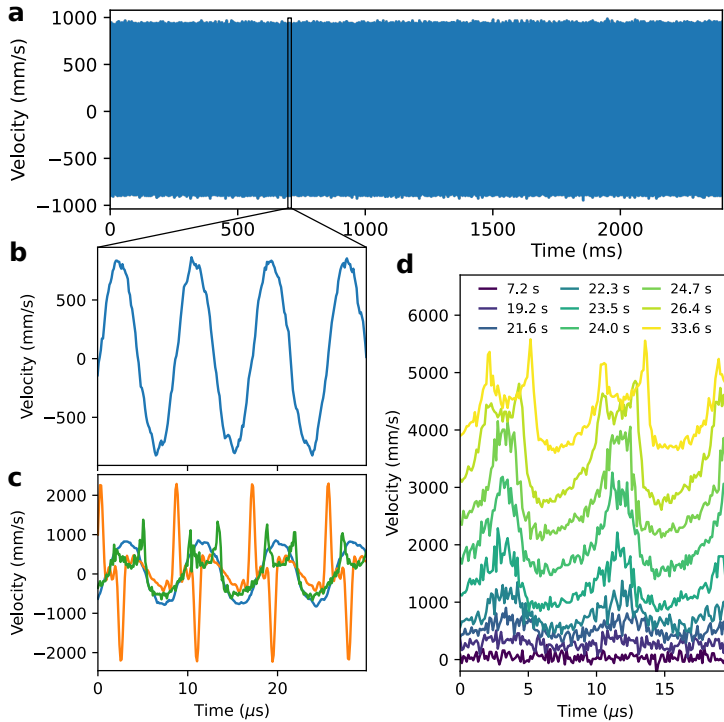 a
Velocity (mm/s)
1000
500
0
−500
−1000
0
500
1000
1500
2000
Time (ms)
b
Velocity (mm/s)
500
0
−500
c
Velocity (mm/s)
2000
1000
0
−1000
−2000
0
10
20
Time (μs)
d
7.2 s
19.2 s
21.6 s
22.3 s
23.5 s
24.0 s
24.7 s
26.4 s
33.6 s
Velocity (mm/s)
6000
5000
4000
3000
2000
1000
0
0
5
10
15
Time (μs)